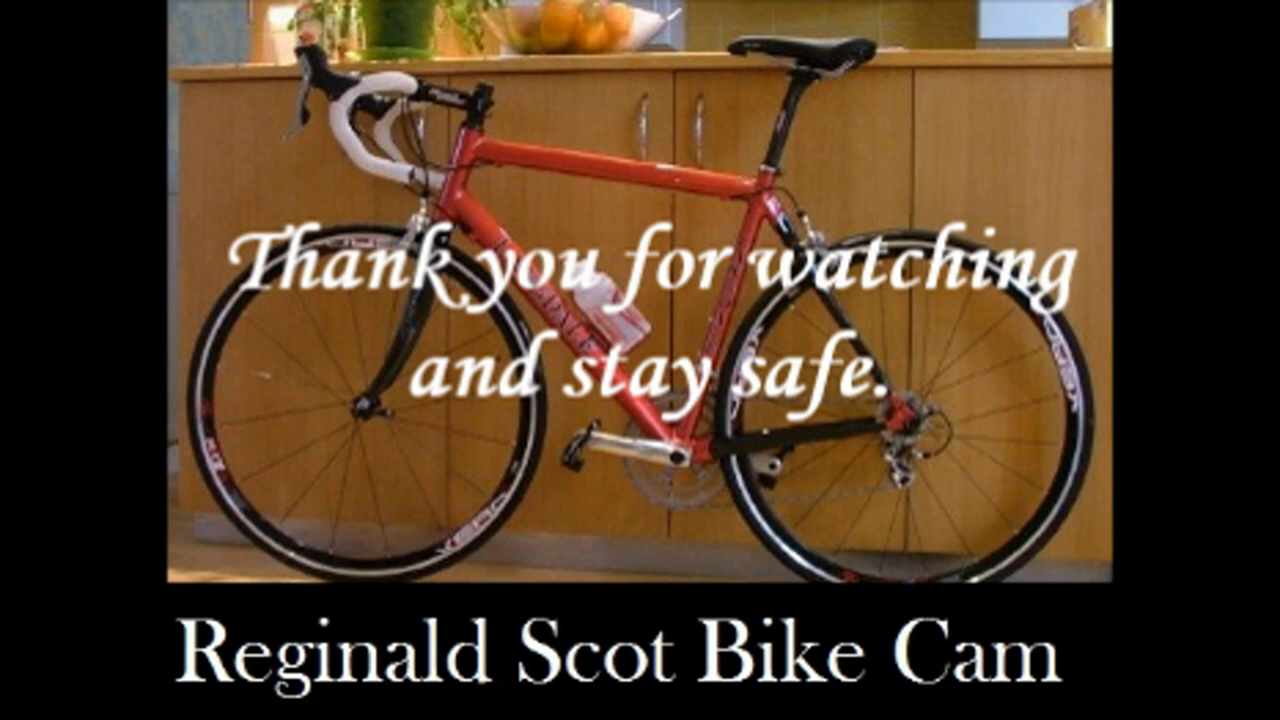 Thank you for watching
and stay safe.
Reginald Scot Bike Cam